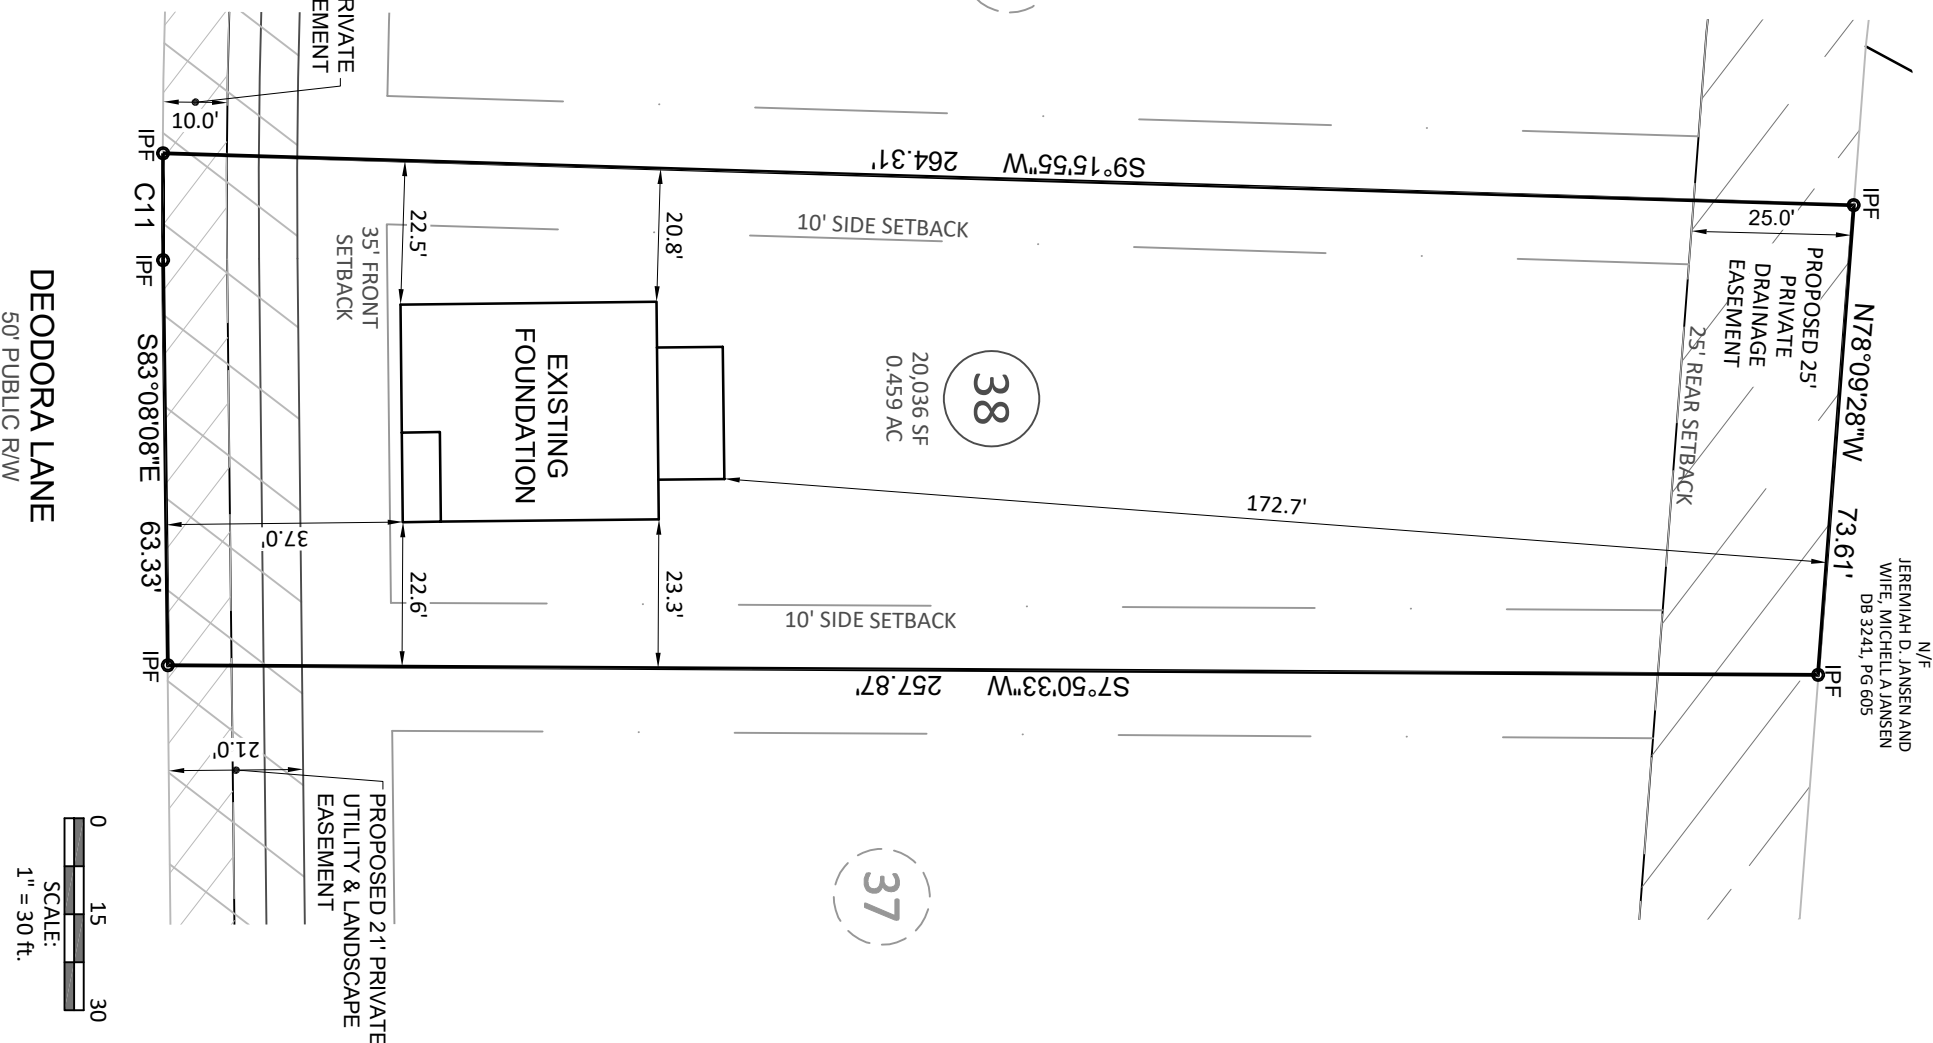 RIVATE
EMENT
10.0'
IPF
C11
IPF
S83°08'08"E
63.33'
IPF
DEODORA LANE
50' PUBLIC R/W
S9°15'55"W 264.31'
IPF
22.5'
20.8'
10' SIDE SETBACK
35' FRONT
SETBACK
EXISTING
FOUNDATION
38
20,036 SF
0.459 AC
25.0'
PROPOSED 25'
PRIVATE
DRAINAGE
EASEMENT
25' REAR SETBACK
N78°09'28"W
73.61'
N/F
JEREMIAH D. JANSEN AND
WIFE, MICHELL A JANSEN
DB 3241, PG 605
172.7'
37.0'
22.6'
23.3'
10' SIDE SETBACK
S7°50'33"W 257.87'
IPF
21.0'
PROPOSED 21' PRIVATE
UTILITY & LANDSCAPE
EASEMENT
37
0 15 30
SCALE:
1" = 30 ft.